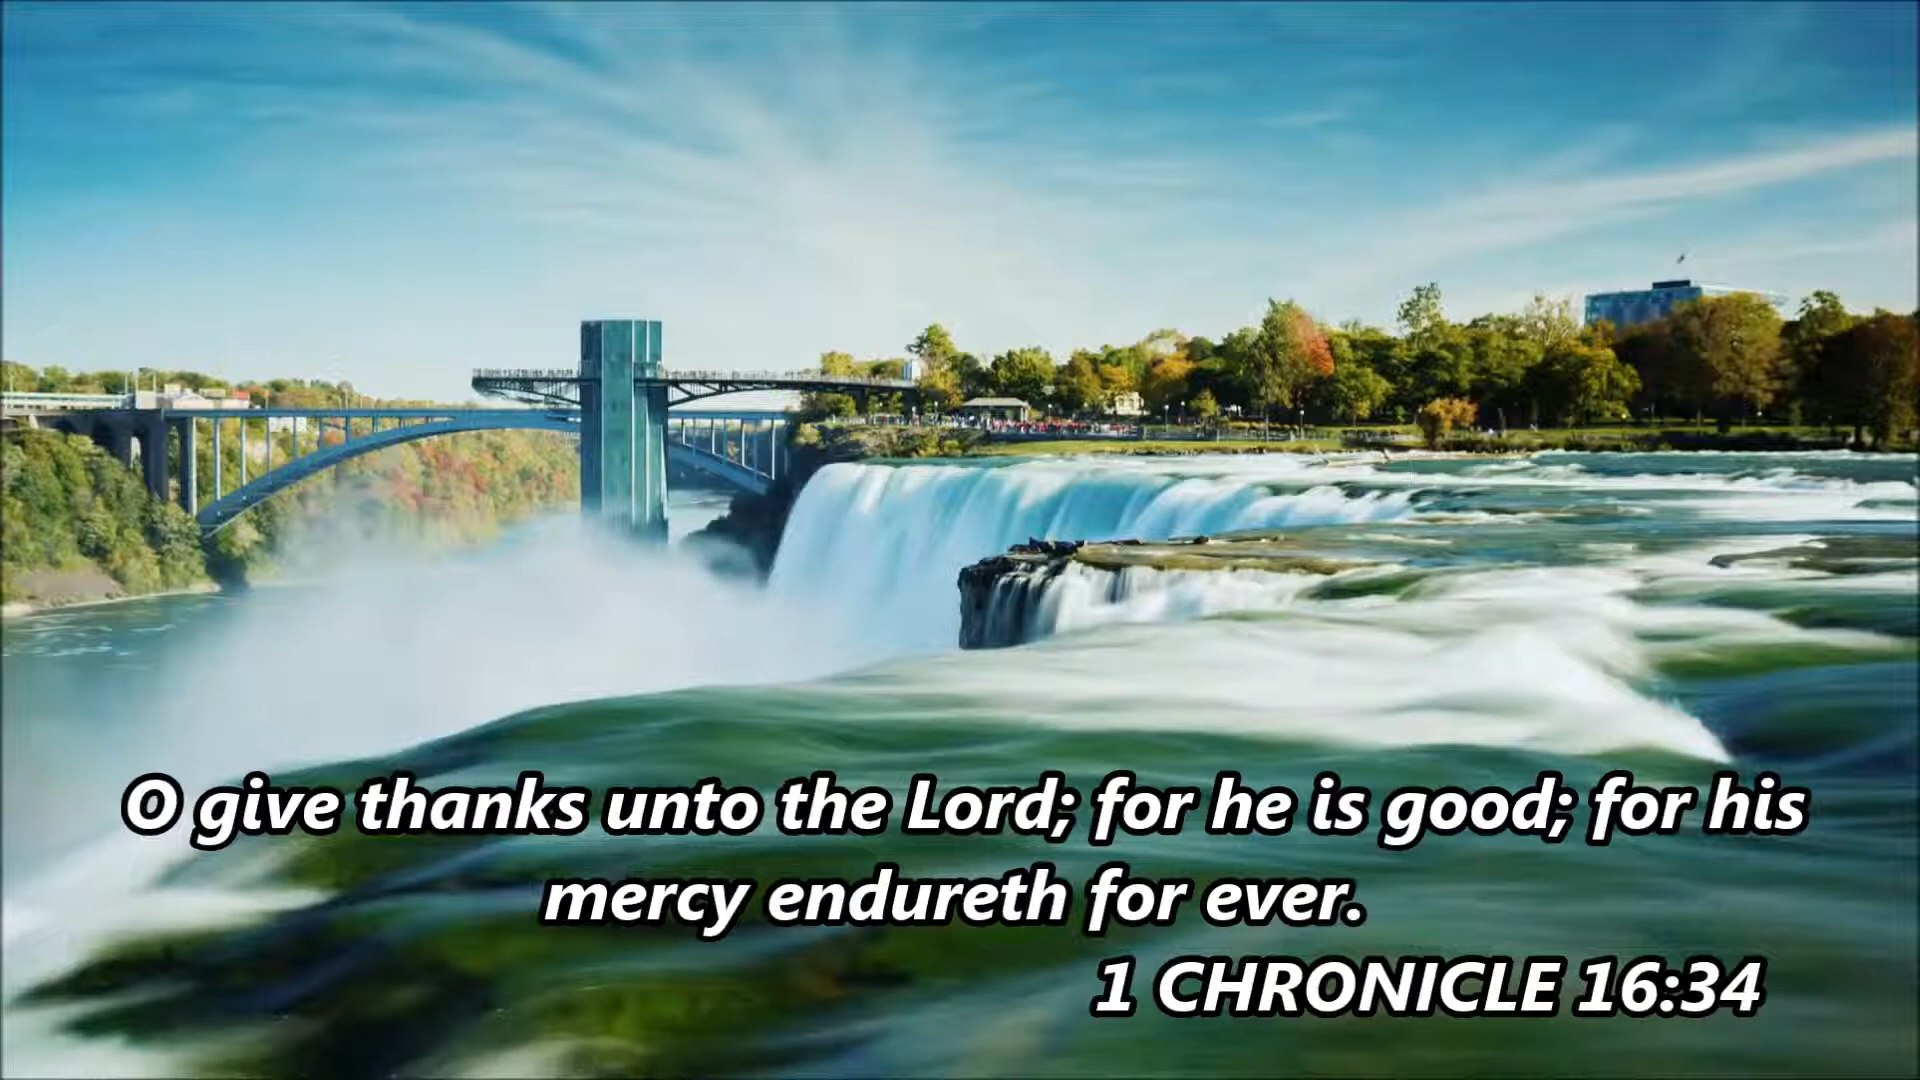 O give thanks unto the Lord; for he is good; for his
mercy endureth for ever.
1 CHRONICLE 16:34